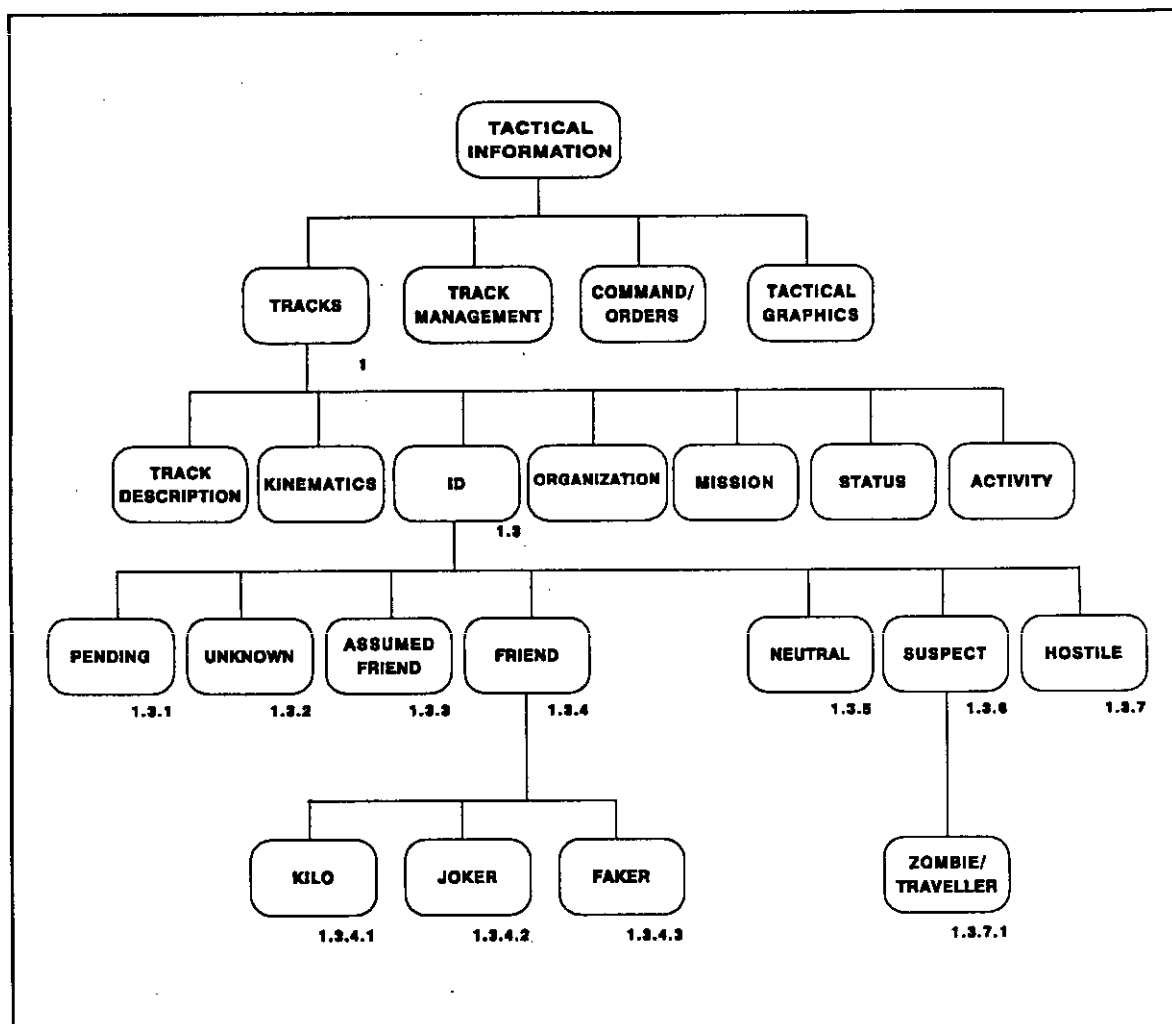 TACTICAL
INFORMATION
TRACKS
TRACK
MANAGEMENT
COMMAND/
ORDERS
TACTICAL
GRAPHICS
1
TRACK
DESCRIPTION
KINEMATICS
ID
ORGANIZATION
MISSION
STATUS
ACTIVITY
1.3
PENDING
UNKNOWN
ASSUMED
FRIEND
FRIEND
NEUTRAL
SUSPECT
HOSTILE
1.3.1
1.3.2
1.3.3
1.3.4
1.3.5
1.3.6
1.3.7
KILO
JOKER
FAKER
ZOMBIE/
TRAVELLER
1.3.4.1
1.3.4.2
1.3.4.3
1.3.7.1